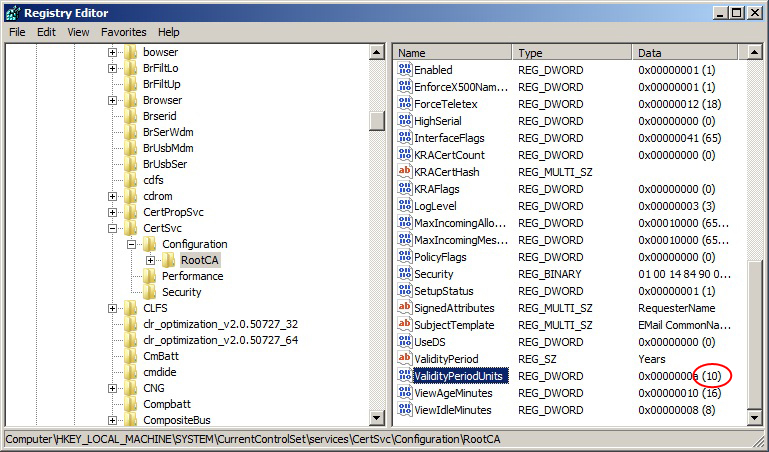 Registry Editor
File Edit View Favorites Help
bowser
BrFiltLo
BrFiltUp
Browser
Brserid
BrSerWdm
BrUsbMdm
BrUsbSer
cdfs
cdrom
CertPropSvc
CertSvc
Configuration
RootCA
Performance
Security
CLFS
clr_optimization_v2.0.50727_32
clr_optimization_v2.0.50727_64
CmBatt
cmdide
CNG
Compbatt
CompositeBus
Name Type Data
Enabled REG_DWORD 0x00000001 (1)
EnforceX500Nam... REG_DWORD 0x00000001 (1)
ForceTeletex REG_DWORD 0x00000012 (18)
HighSerial REG_DWORD 0x00000000 (0)
InterfaceFlags REG_DWORD 0x00000041 (65)
KRACertCount REG_DWORD 0x00000000 (0)
KRACertHash REG_MULTI_SZ
KRAFlags REG_DWORD 0x00000000 (0)
LogLevel REG_DWORD 0x00000003 (3)
MaxIncomingAllo... REG_DWORD 0x00010000 (65...
MaxIncomingMes... REG_DWORD 0x00010000 (65...
PolicyFlags REG_DWORD 0x00000000 (0)
Security REG_BINARY 01 00 14 84 90 0...
SetupStatus REG_DWORD 0x00000001 (1)
SignedAttributes REG_MULTI_SZ RequesterName
SubjectTemplate REG_MULTI_SZ EMail CommonNa...
UseDS REG_DWORD 0x00000000 (0)
ValidityPeriod REG_SZ Years
ValidityPeriodUnits REG_DWORD 0x0000000a (10)
ViewAgeMinutes REG_DWORD 0x00000010 (16)
ViewIdleMinutes REG_DWORD 0x00000008 (8)
Computer\HKEY_LOCAL_MACHINE\SYSTEM\CurrentControlSet\services\CertSvc\Configuration\RootCA